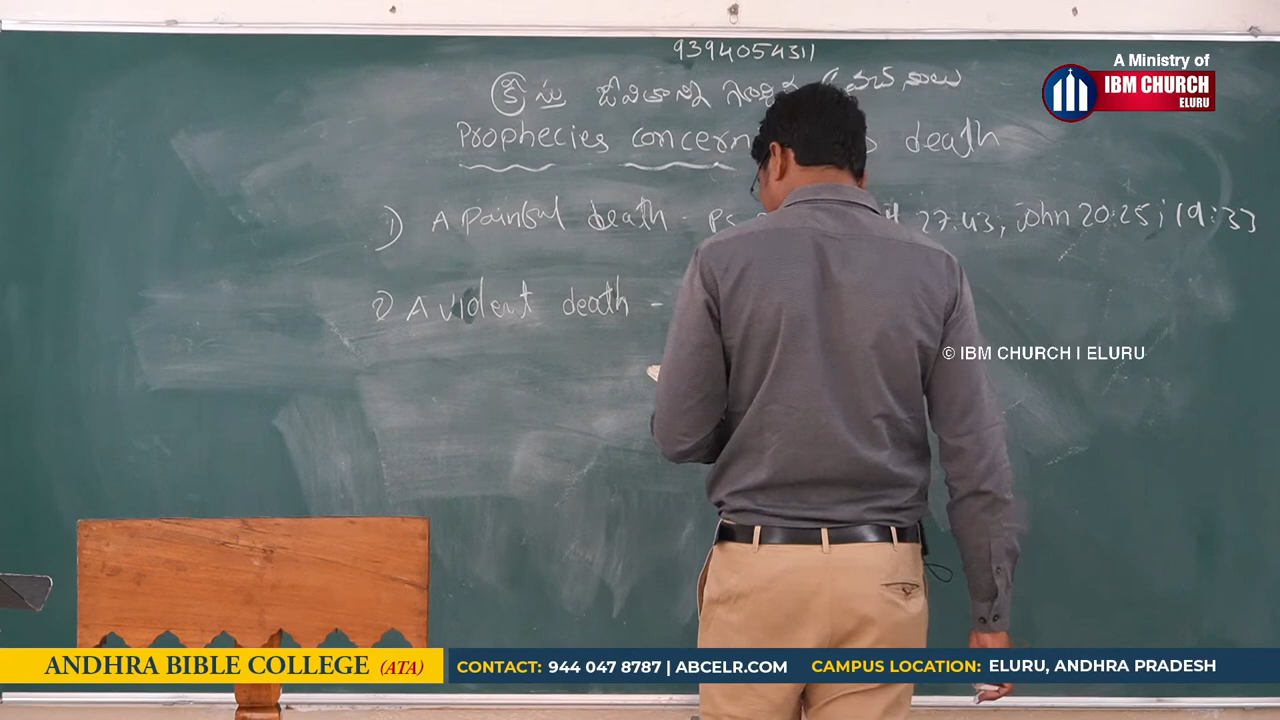 9394054311
క్రీస్తు జీవితాన్ని గూర్చిన ప్రవచనాలు
Prophecies concern death
1) A painful death - Ps 27:43; john 20:25; 19:33
2) A violent death -
A Ministry of
IBM CHURCH
ELURU
© IBM CHURCH I ELURU
ANDHRA BIBLE COLLEGE (ATA)
CONTACT: 944 047 8787 | ABCELR.COM CAMPUS LOCATION: ELURU, ANDHRA PRADESH